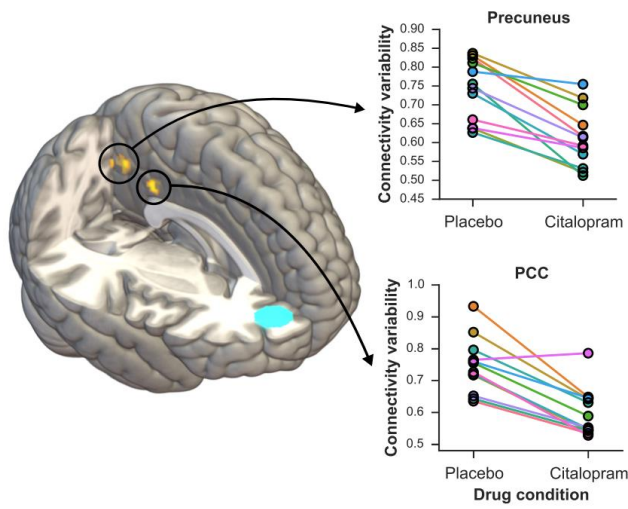 Precuneus
Connectivity variability
0.90
0.85
0.80
0.75
0.70
0.65
0.60
0.55
0.50
0.45
Placebo
Citalopram
PCC
Connectivity variability
1.0
0.9
0.8
0.7
0.6
0.5
Placebo
Citalopram
Drug condition